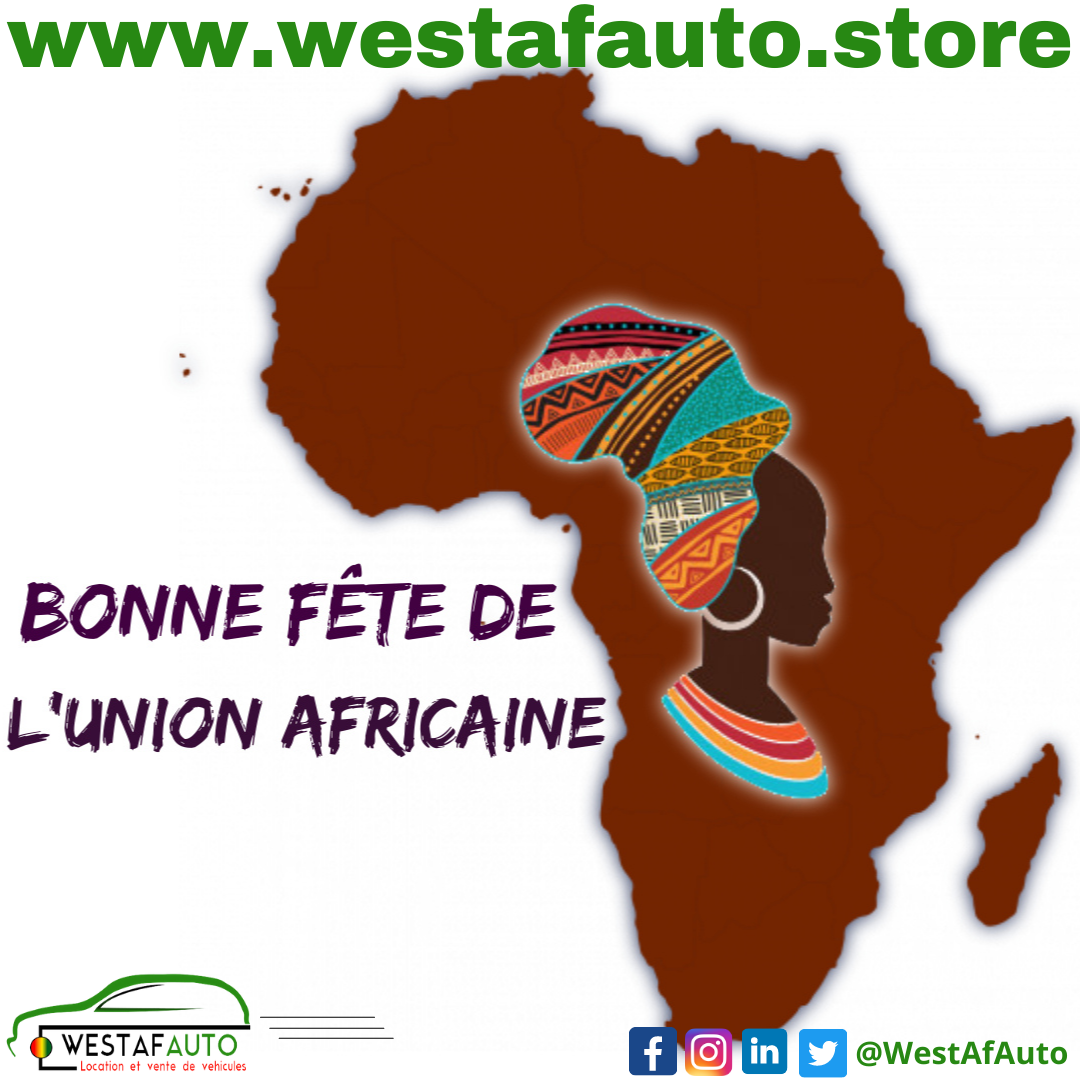 www.westafauto.store
BONNE FÊTE DE
L'UNION AFRICAINE
WESTAFAUTO
Location et vente de vehicules
@WestAfAuto